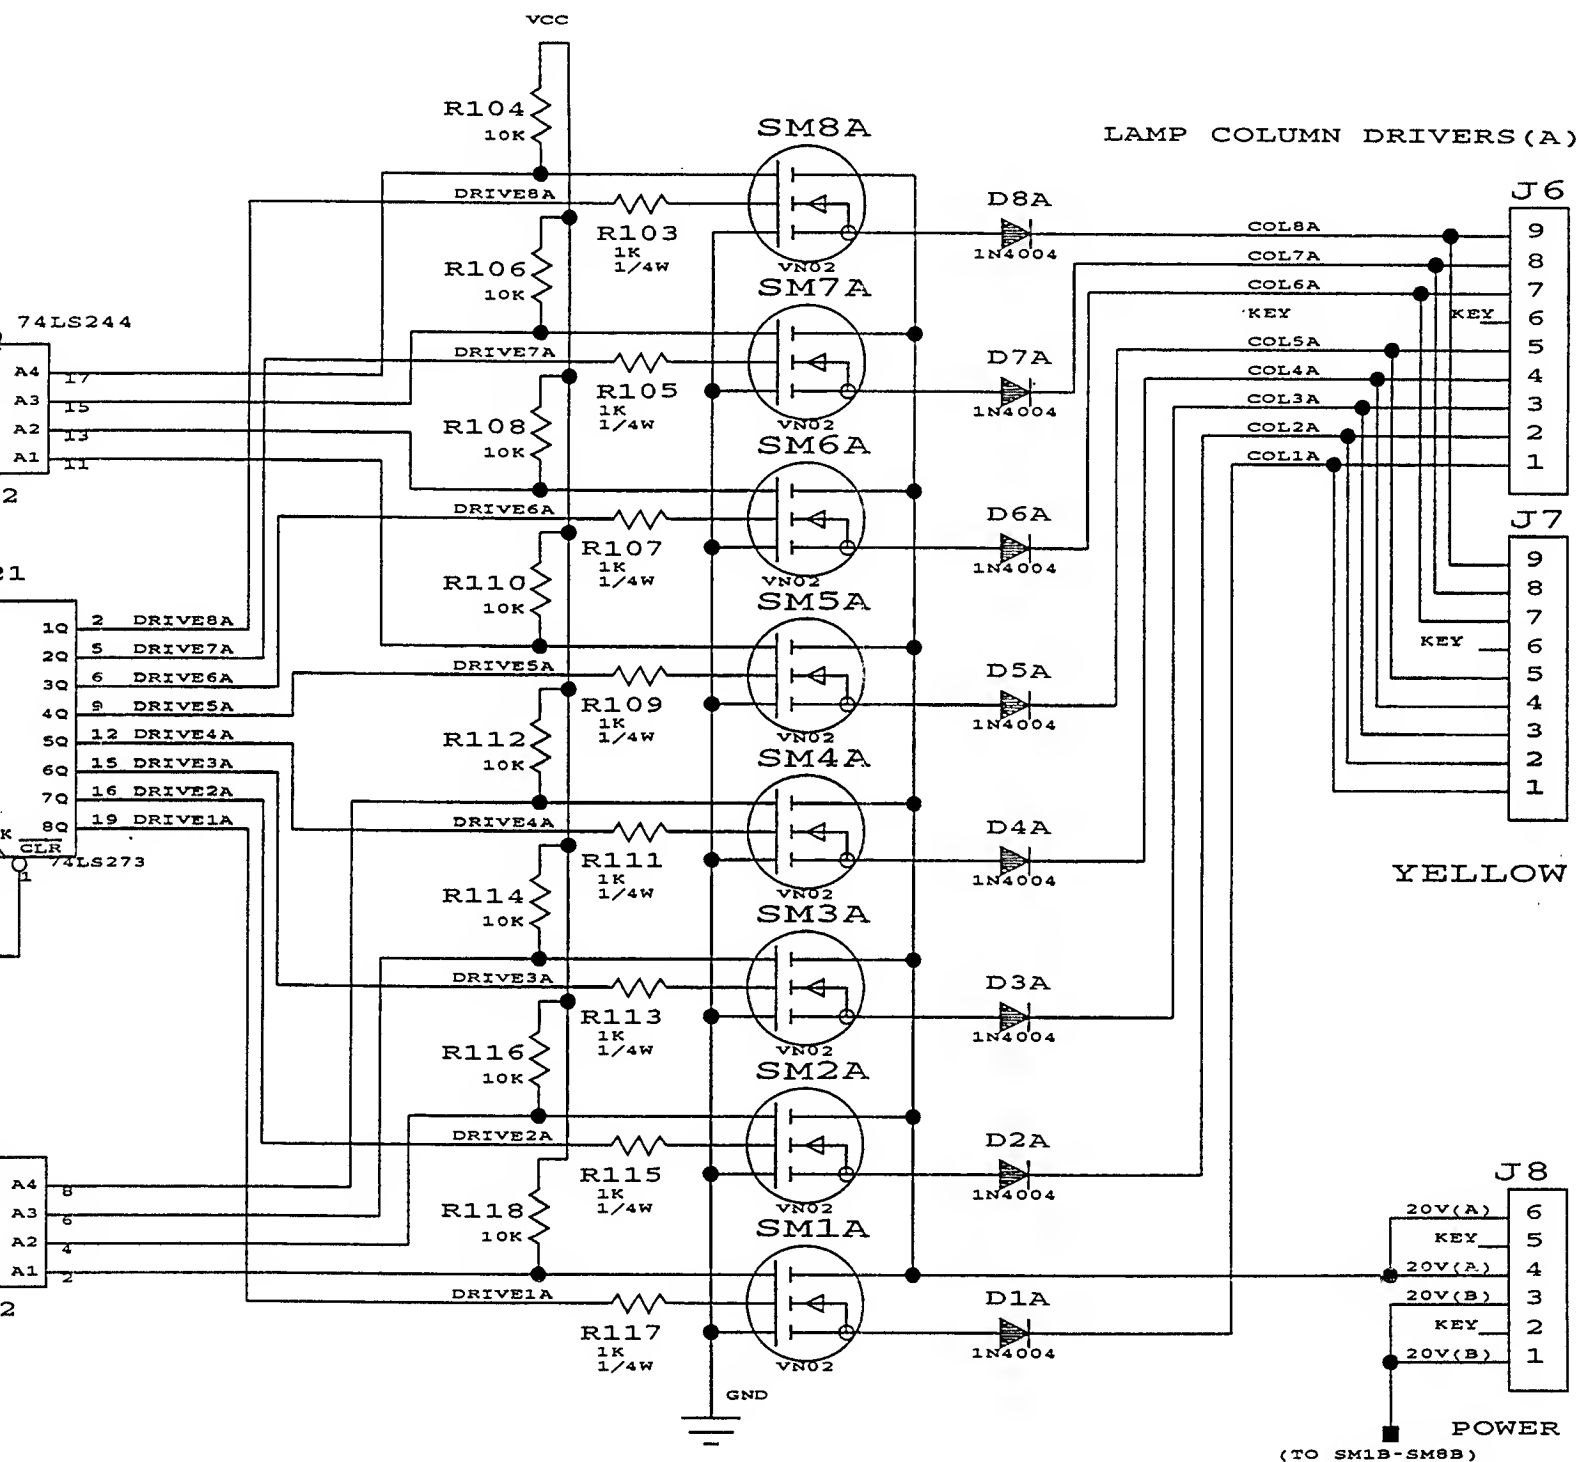 VCC
R104
10K
SM8A
LAMP COLUMN DRIVERS(A)
J6
DRIVE8A
D8A
COL8A
9
R103
1K
1/4W
1N4004
COL7A
8
R106
10K
VN02
SM7A
COL6A
7
KEY
KEY
6
74LS244
DRIVE7A
D7A
COL5A
5
A4
17
COL4A
4
R105
1K
1/4W
1N4004
A3
15
COL3A
3
R108
10K
VN02
SM6A
A2
13
COL2A
2
A1
11
COL1A
1
2
DRIVE6A
D6A
J7
R107
1K
1/4W
1N4004
9
21
R110
10K
VN02
SM5A
8
1Q
2
DRIVE8A
7
2Q
5
DRIVE7A
KEY
6
DRIVE5A
D5A
3Q
6
DRIVE6A
5
4Q
9
DRIVE5A
R109
1K
1/4W
1N4004
4
5Q
12
DRIVE4A
R112
10K
VN02
SM4A
3
6Q
15
DRIVE3A
2
7Q
16
DRIVE2A
1
8Q
19
DRIVE1A
DRIVE4A
D4A
K
CLR
74LS273
1
R111
1K
1/4W
1N4004
YELLOW
R114
10K
VN02
SM3A
DRIVE3A
D3A
R113
1K
1/4W
1N4004
R116
10K
VN02
SM2A
DRIVE2A
D2A
J8
R115
1K
1/4W
1N4004
A4
8
A3
6
R118
10K
VN02
SM1A
20V(A)
6
A2
4
KEY
5
A1
2
20V(A)
4
2
DRIVE1A
D1A
20V(B)
3
R117
1K
1/4W
1N4004
KEY
2
VN02
20V(B)
1
GND
POWER
(TO SM1B-SM8B)